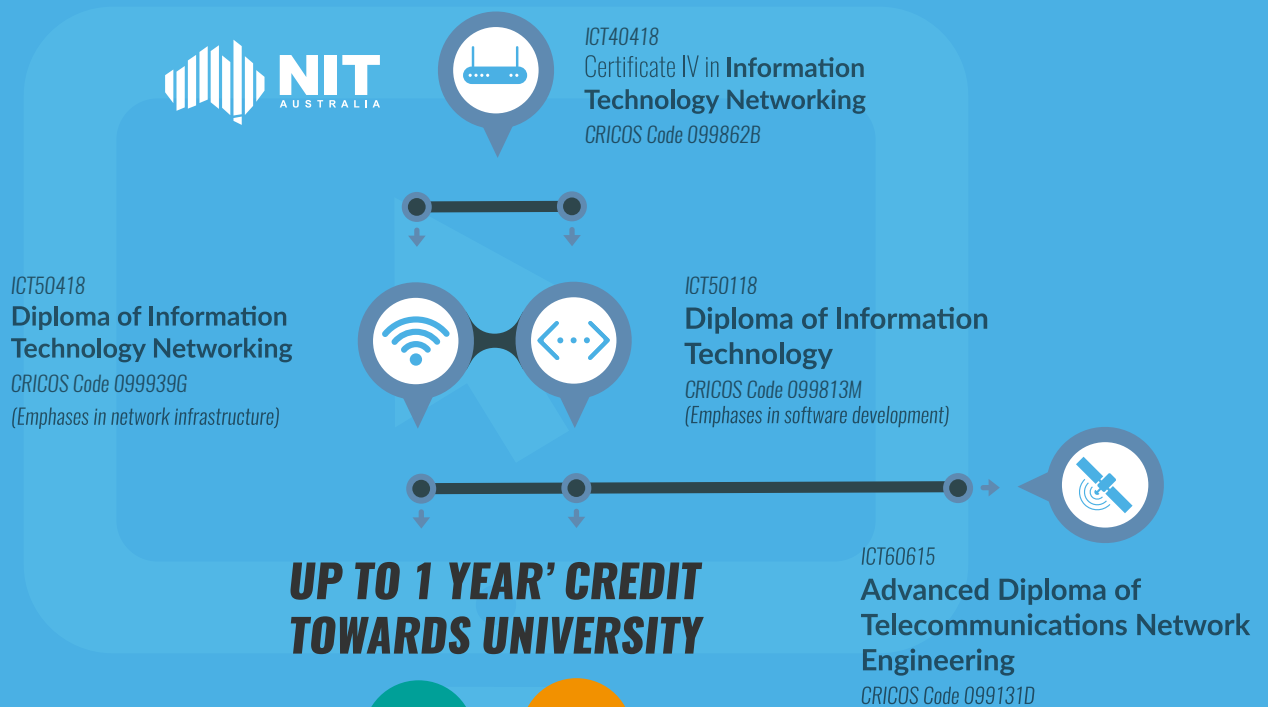 NIT
AUSTRALIA
ICT40418
Certificate IV in Information
Technology Networking
CRICOS Code 099862B
ICT50418
Diploma of Information
Technology Networking
CRICOS Code 099939G
(Emphases in network infrastructure)
ICT50118
Diploma of Information
Technology
CRICOS Code 099813M
(Emphases in software development)
UP TO 1 YEAR’ CREDIT
TOWARDS UNIVERSITY
ICT60615
Advanced Diploma of
Telecommunications Network
Engineering
CRICOS Code 099131D